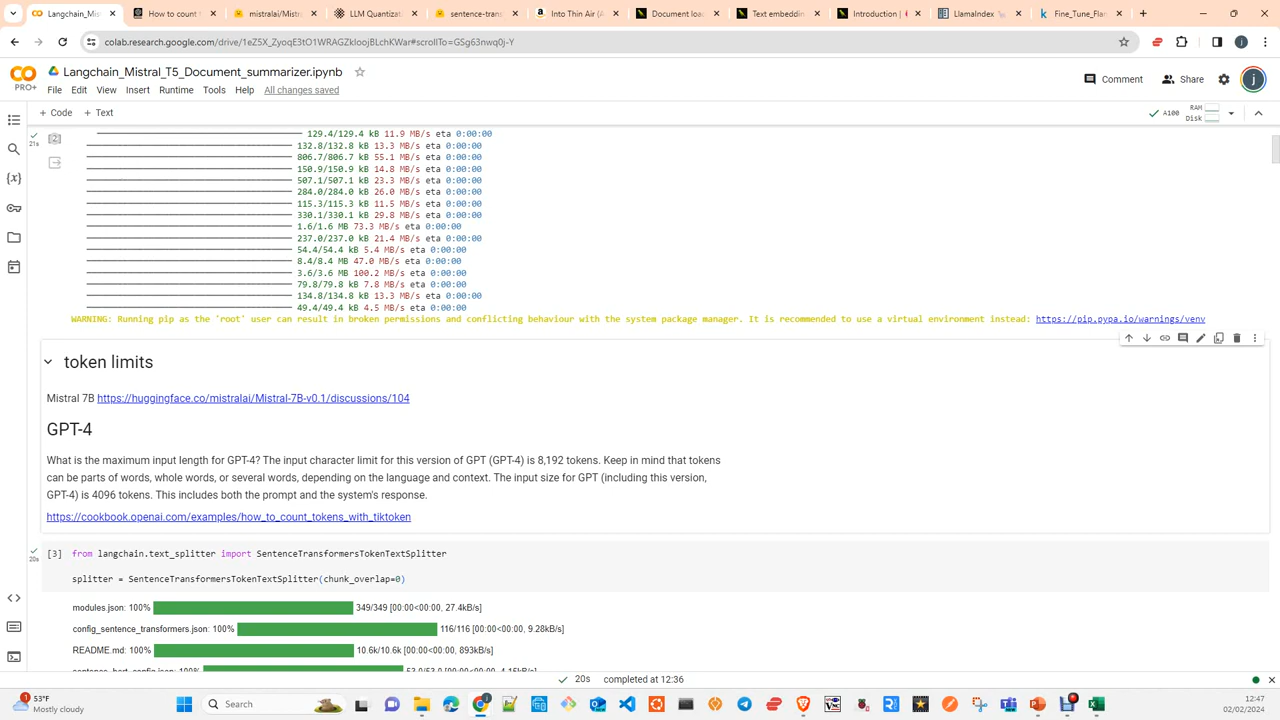 Langchain_Mistral_T5_Docum
How to count t
mistralai/Mistr
LLM Quantizati
sentence-trans
Into Thin Air (A
Document loa
Text embeddin
Introduction |
LlamaIndex
Fine_Tune_Flan
colab.research.google.com/drive/1eZ5X_ZyoqE3tO1WRAGZkloojBLchKWar#scrollTo=GSg63nwq0j-Y
Langchain_Mistral_T5_Document_summarizer.ipynb
PRO+
File Edit View Insert Runtime Tools Help All changes saved
Comment Share
+ Code + Text
A100 RAM Disk
21s [2]
129.4/129.4 kB 11.9 MB/s eta 0:00:00
132.8/132.8 kB 13.3 MB/s eta 0:00:00
806.7/806.7 kB 55.1 MB/s eta 0:00:00
150.9/150.9 kB 14.8 MB/s eta 0:00:00
507.1/507.1 kB 23.3 MB/s eta 0:00:00
284.0/284.0 kB 26.0 MB/s eta 0:00:00
115.3/115.3 kB 11.5 MB/s eta 0:00:00
330.1/330.1 kB 29.8 MB/s eta 0:00:00
1.6/1.6 MB 73.3 MB/s eta 0:00:00
237.0/237.0 kB 21.4 MB/s eta 0:00:00
54.4/54.4 kB 5.4 MB/s eta 0:00:00
8.4/8.4 MB 47.0 MB/s eta 0:00:00
3.6/3.6 MB 100.2 MB/s eta 0:00:00
79.8/79.8 kB 7.8 MB/s eta 0:00:00
134.8/134.8 kB 13.3 MB/s eta 0:00:00
49.4/49.4 kB 4.5 MB/s eta 0:00:00
WARNING: Running pip as the 'root' user can result in broken permissions and conflicting behaviour with the system package manager. It is recommended to use a virtual environment instead: https://pip.pypa.io/warnings/venv
token limits
Mistral 7B https://huggingface.co/mistralai/Mistral-7B-v0.1/discussions/104
GPT-4
What is the maximum input length for GPT-4? The input character limit for this version of GPT (GPT-4) is 8,192 tokens. Keep in mind that tokens
can be parts of words, whole words, or several words, depending on the language and context. The input size for GPT (including this version,
GPT-4) is 4096 tokens. This includes both the prompt and the system's response.
https://cookbook.openai.com/examples/how_to_count_tokens_with_tiktoken
20s [3] from langchain.text_splitter import SentenceTransformersTokenTextSplitter
splitter = SentenceTransformersTokenTextSplitter(chunk_overlap=0)
modules.json: 100% 349/349 [00:00<00:00, 27.4kB/s]
config_sentence_transformers.json: 100% 116/116 [00:00<00:00, 9.28kB/s]
README.md: 100% 10.6k/10.6k [00:00<00:00, 893kB/s]
sentence_bert_config.json: 100% 53.0/53.0 [00:00<00:00, 4.15kB/s]
20s completed at 12:36
53°F
Mostly cloudy
Search
12:47
02/02/2024